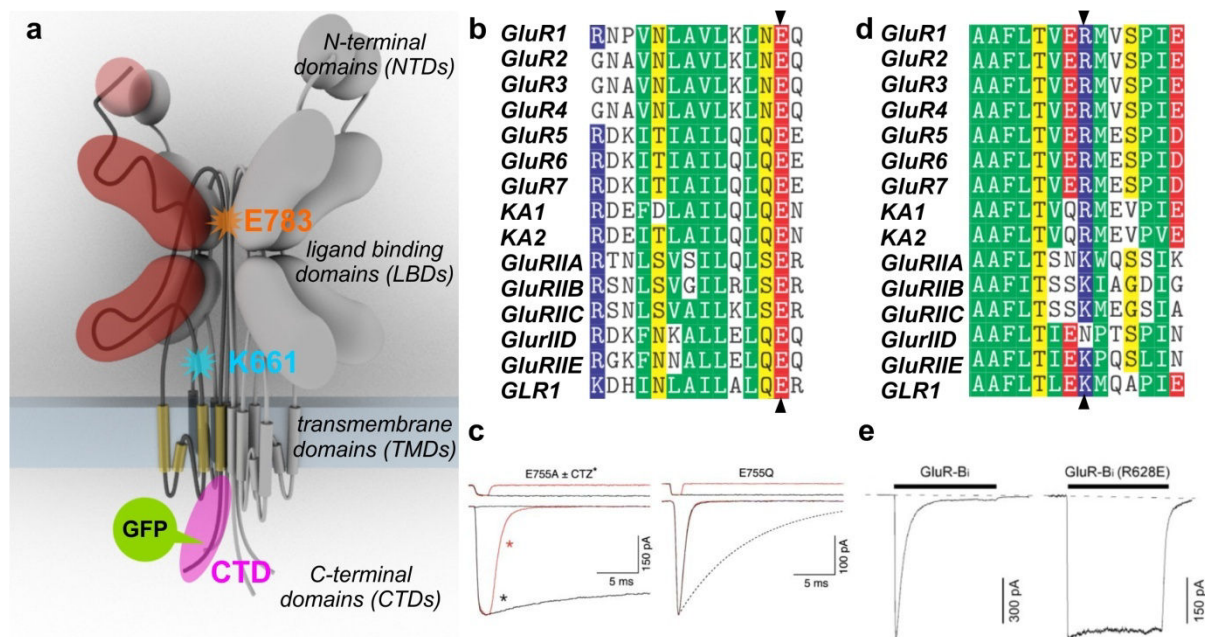 a
N-terminal
domains (NTDs)
E783
ligand binding
domains (LBDs)
K661
transmembrane
domains (TMDs)
GFP
CTD
C-terminal
domains (CTDs)
b
GluR1 RNPVNLAVLKLNEQ
GluR2 GNAVNLAVLKLNEQ
GluR3 GNAVNLAVLKLNEQ
GluR4 GNAVNLAVLKLNEQ
GluR5 RDKITIAILQLQEE
GluR6 RDKITIAILQLQEE
GluR7 RDKITIAILQLQEE
KA1 RDEFDLAILQLQEN
KA2 RDEITLAILQLQEN
GluRIIA RTNLSVSILQLSER
GluRIIB RSNLSVGILRLSER
GluRIIC RSNLSVAILKLSER
GlurIID RDKFNKALLELQEQ
GluRIIE RGKFNNALLELQEQ
GLR1 KDHINLAILALQER
c
E755A ± CTZ*
*
*
150 pA
5 ms
E755Q
100 pA
5 ms
d
GluR1 AAFLTVERMVSPIE
GluR2 AAFLTVERMVSPIE
GluR3 AAFLTVERMVSPIE
GluR4 AAFLTVERMVSPIE
GluR5 AAFLTVERMESPID
GluR6 AAFLTVERMESPID
GluR7 AAFLTVERMESPID
KA1 AAFLTVQRMEVPIE
KA2 AAFLTVQRMEVPVE
GluRIIA AAFLTSNKWQSSIK
GluRIIB AAFITSSKIAGDIG
GluRIIC AAFLTSSKMEGSIA
GlurIID AAFLTIENPTSPIN
GluRIIE AAFLTIEKPQSLIN
GLR1 AAFLTLEKMQAPIE
e
GluR-Bi
300 pA
GluR-Bi (R628E)
150 pA